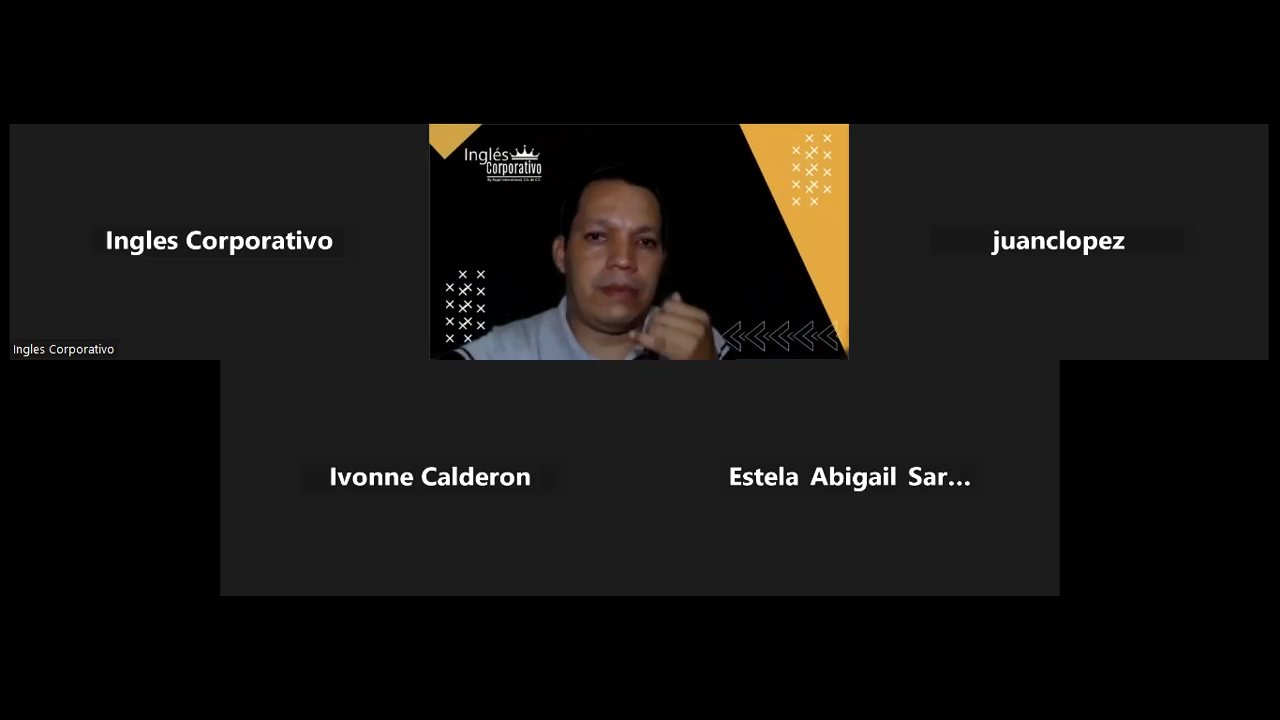 Inglés
Corporativo
Ingles Corporativo
juanclopez
Ingles Corporativo
Ivonne Calderon
Estela Abigail Sar...